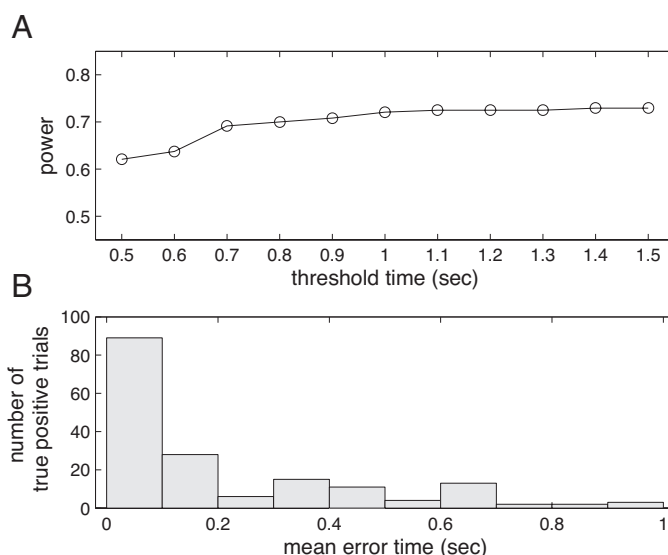 A
0.8
0.7
0.6
0.5
power
0.5 0.6 0.7 0.8 0.9 1 1.1 1.2 1.3 1.4 1.5
threshold time (sec)
B
100
80
60
40
20
0
number of
true positive trials
0 0.2 0.4 0.6 0.8 1
mean error time (sec)